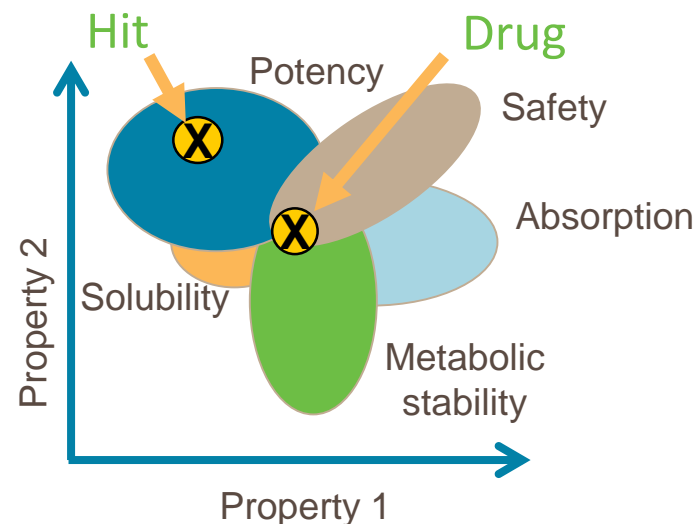 Hit
Drug
Potency
Safety
X
Absorption
X
Property 2
Solubility
Metabolic
stability
Property 1